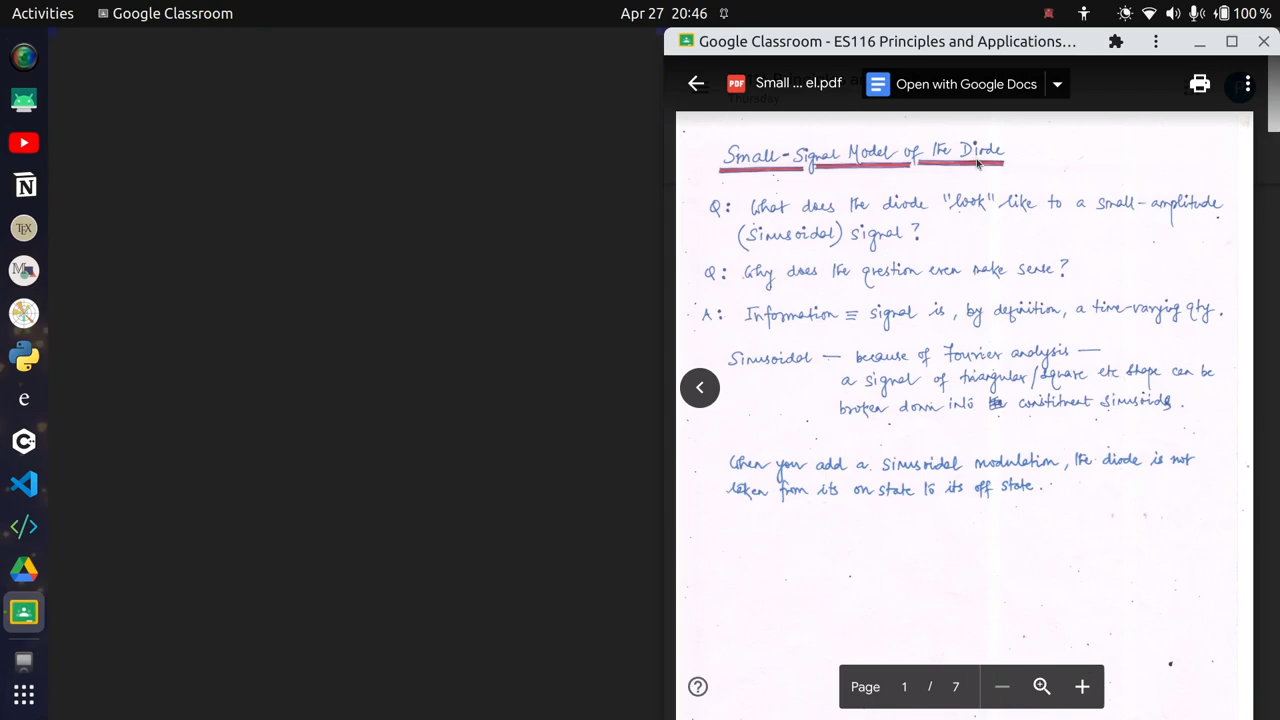 Activities
Google Classroom
Apr 27 20:46
100 %
Google Classroom - ES116 Principles and Applications…
PDF
Small ... el.pdf
Open with Google Docs
Thursday
Small-Signal Model of the Diode
Q: What does the diode "look" like to a small-amplitude
(sinusoidal) signal?
Q: Why does the question even make sense?
A: Information ≡ signal is, by definition, a time-varying qty.
Sinusoidal — because of Fourier analysis —
a signal of triangular/square etc shape can be
broken down into constituent sinusoids.
When you add a sinusoidal modulation, the diode is not
taken from its on state to its off state.
Page 1 / 7
TEX
e